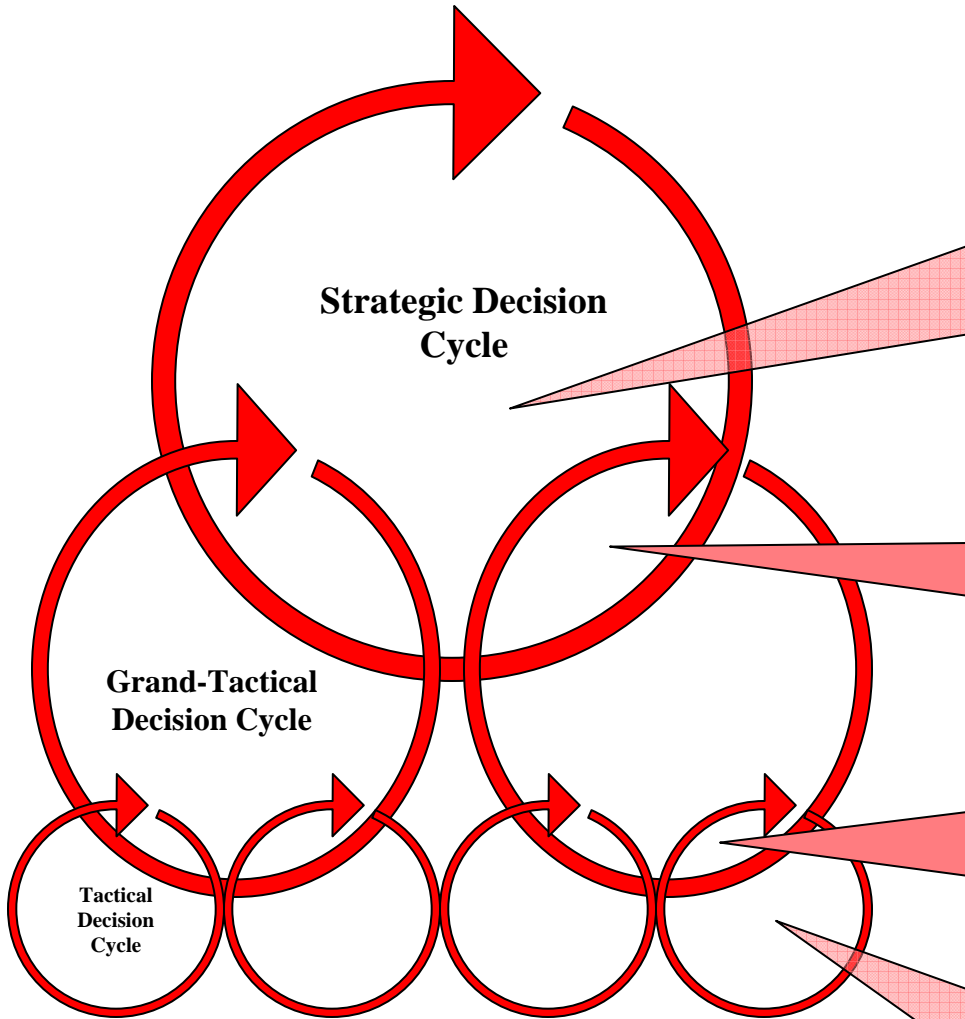 Strategic Decision
Cycle
Grand-Tactical
Decision Cycle
Tactical
Decision
Cycle